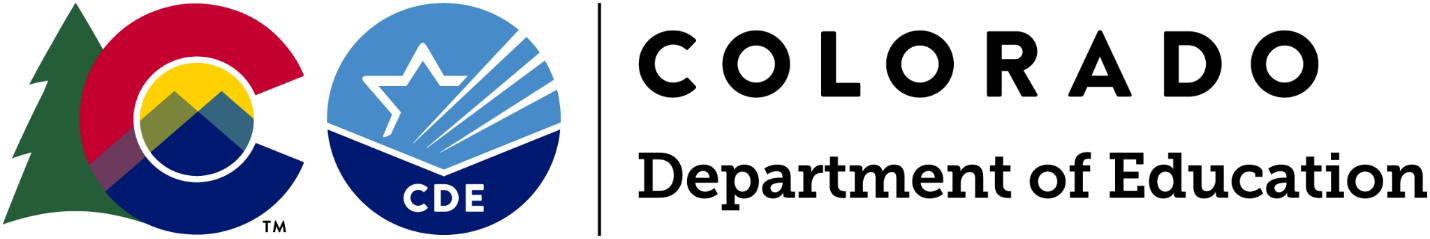 COLORADO
Department of Education
CDE
TM